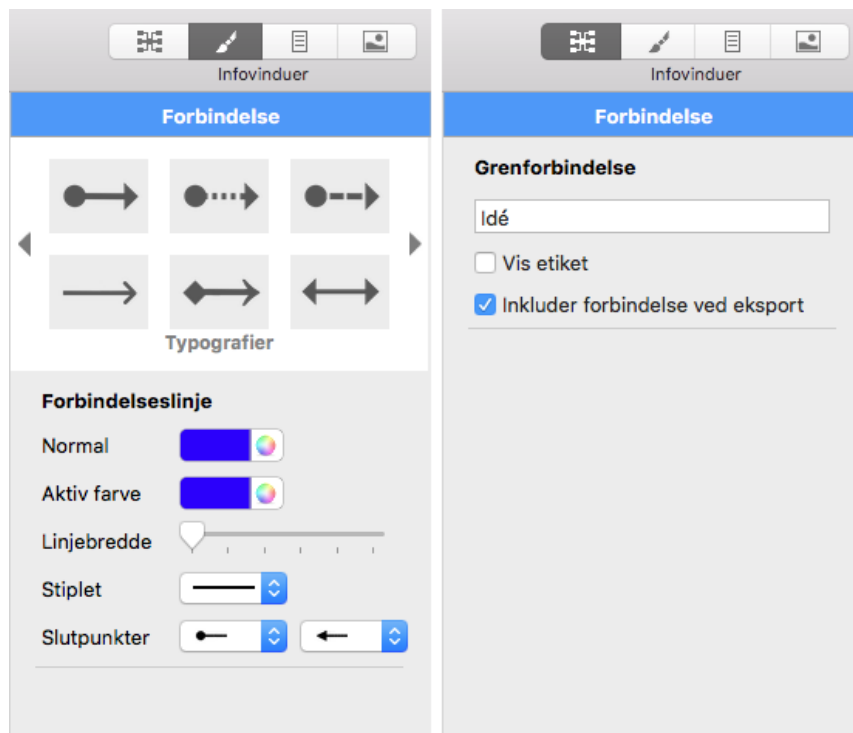 Infovinduer
Forbindelse
Typografier
Forbindelseslinje
Normal
Aktiv farve
Linjebredde
Stiplet
Slutpunkter
Infovinduer
Forbindelse
Grenforbindelse
Idé
Vis etiket
Inkluder forbindelse ved eksport